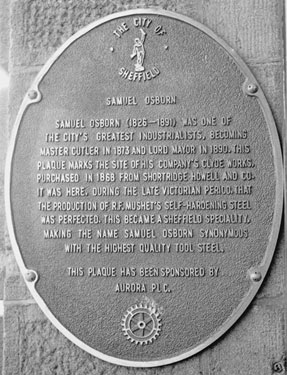 THE CITY OF
SHEFFIELD
SAMUEL OSBORN
SAMUEL OSBORN (1826-1891) WAS ONE OF
THE CITY'S GREATEST INDUSTRIALISTS, BECOMING
MASTER CUTLER IN 1873 AND LORD MAYOR IN 1890. THIS
PLAQUE MARKS THE SITE OF HIS COMPANY'S CLYDE WORKS,
PURCHASED IN 1868 FROM SHORTRIDGE HOWELL AND CO.
IT WAS HERE, DURING THE LATE VICTORIAN PERIOD, THAT
THE PRODUCTION OF R.F. MUSHET'S SELF-HARDENING STEEL
WAS PERFECTED. THIS BECAME A SHEFFIELD SPECIALITY,
MAKING THE NAME SAMUEL OSBORN SYNONYMOUS
WITH THE HIGHEST QUALITY TOOL STEEL.
THIS PLAQUE HAS BEEN SPONSORED BY
AURORA PLC.